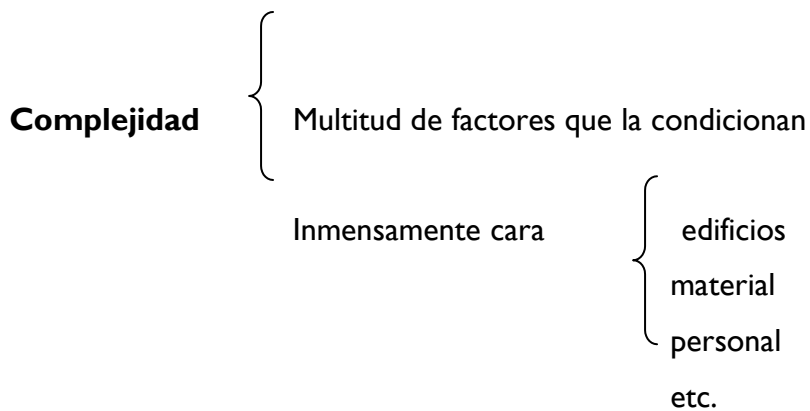 Complejidad Multitud de factores que la condicionan
Inmensamente cara edificios
material
personal
etc.